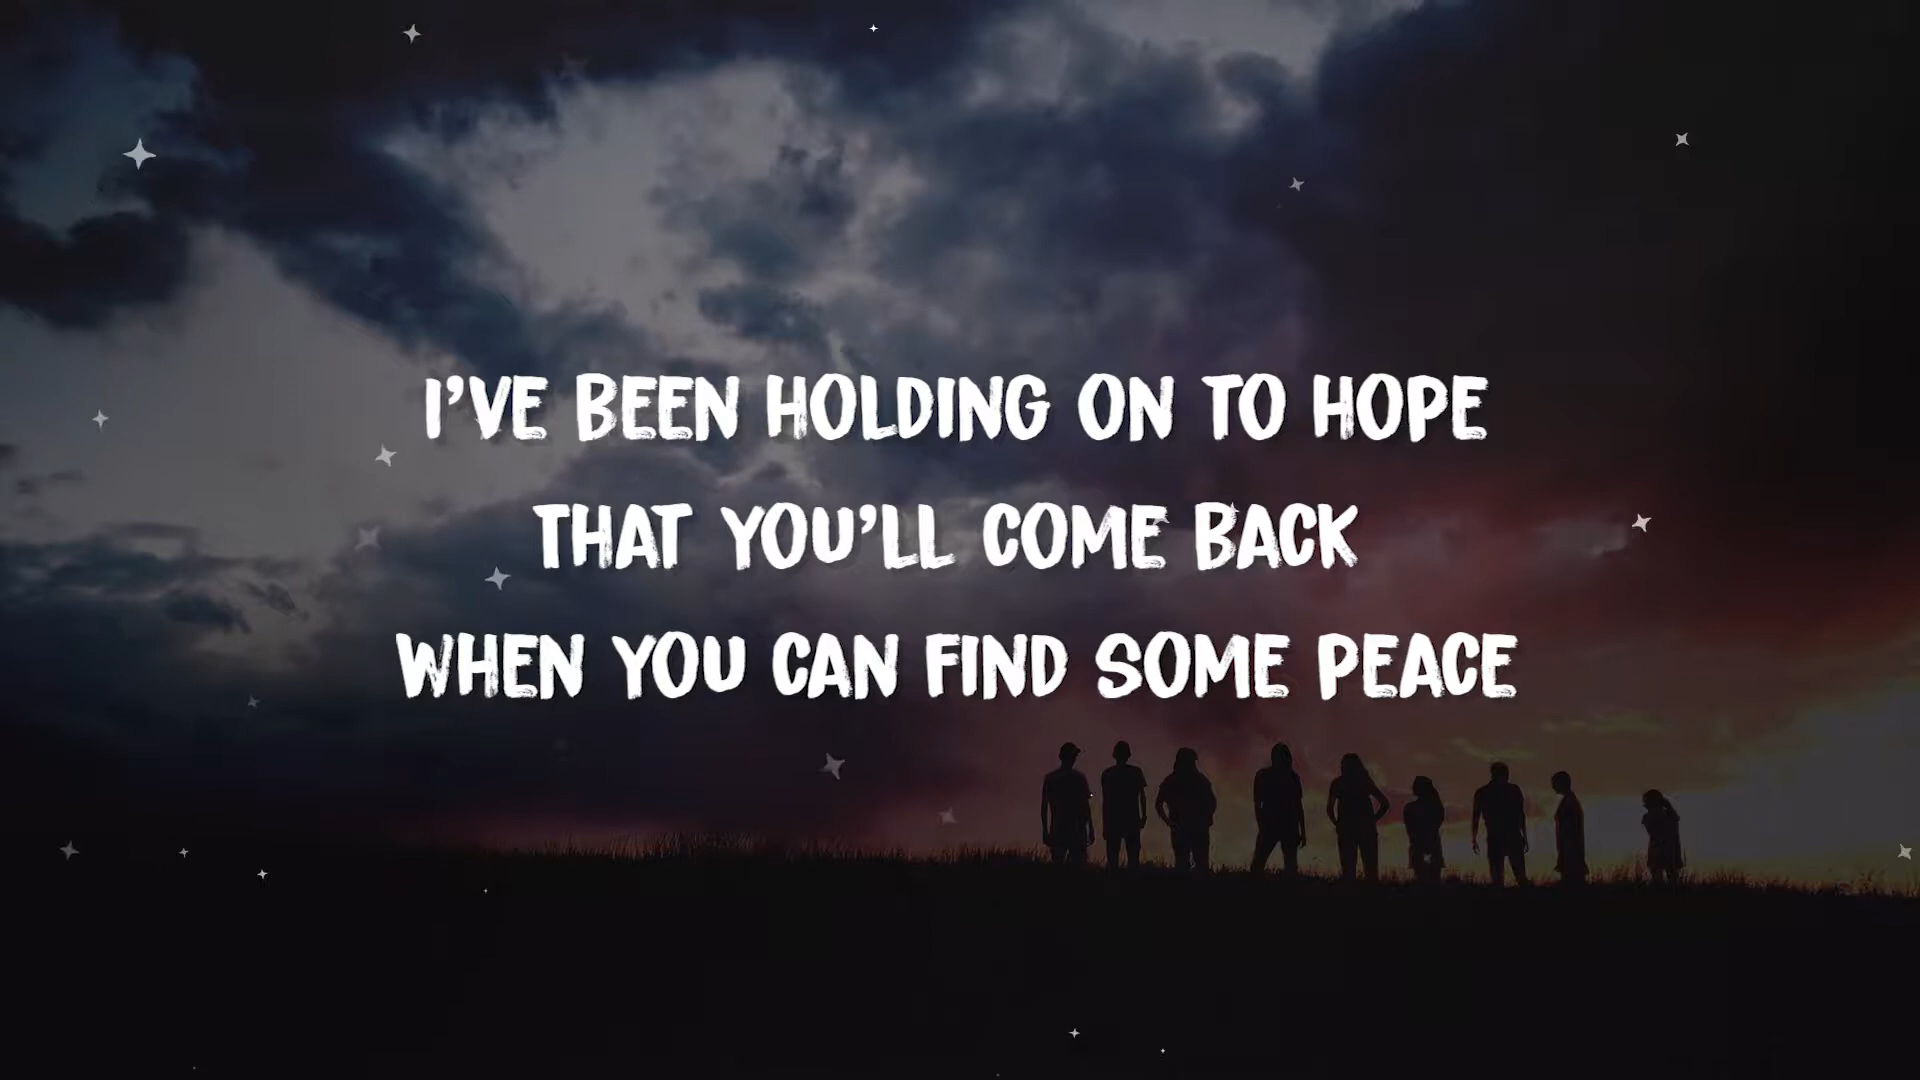 I'VE BEEN HOLDING ON TO HOPE
THAT YOU'LL COME BACK
WHEN YOU CAN FIND SOME PEACE